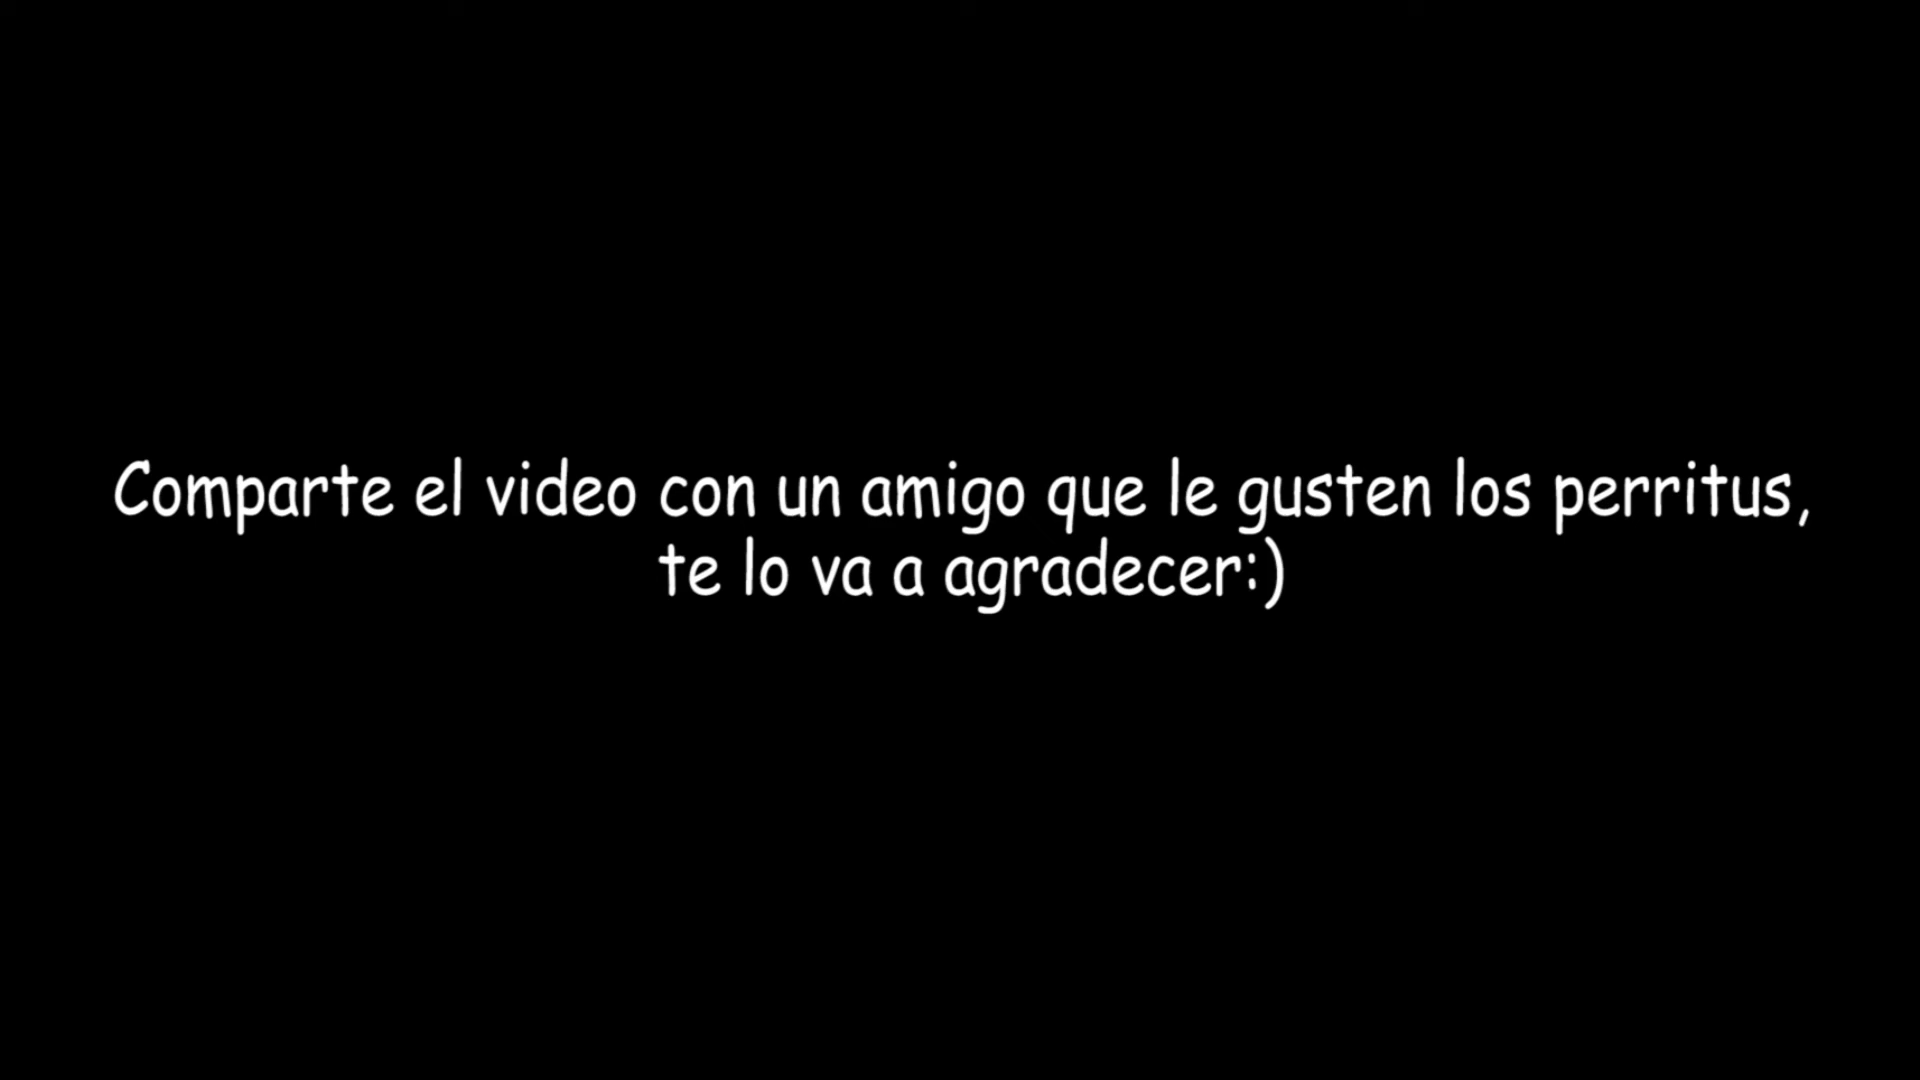 Comparte el video con un amigo que le gusten los perritus,
te lo va a agradecer:)